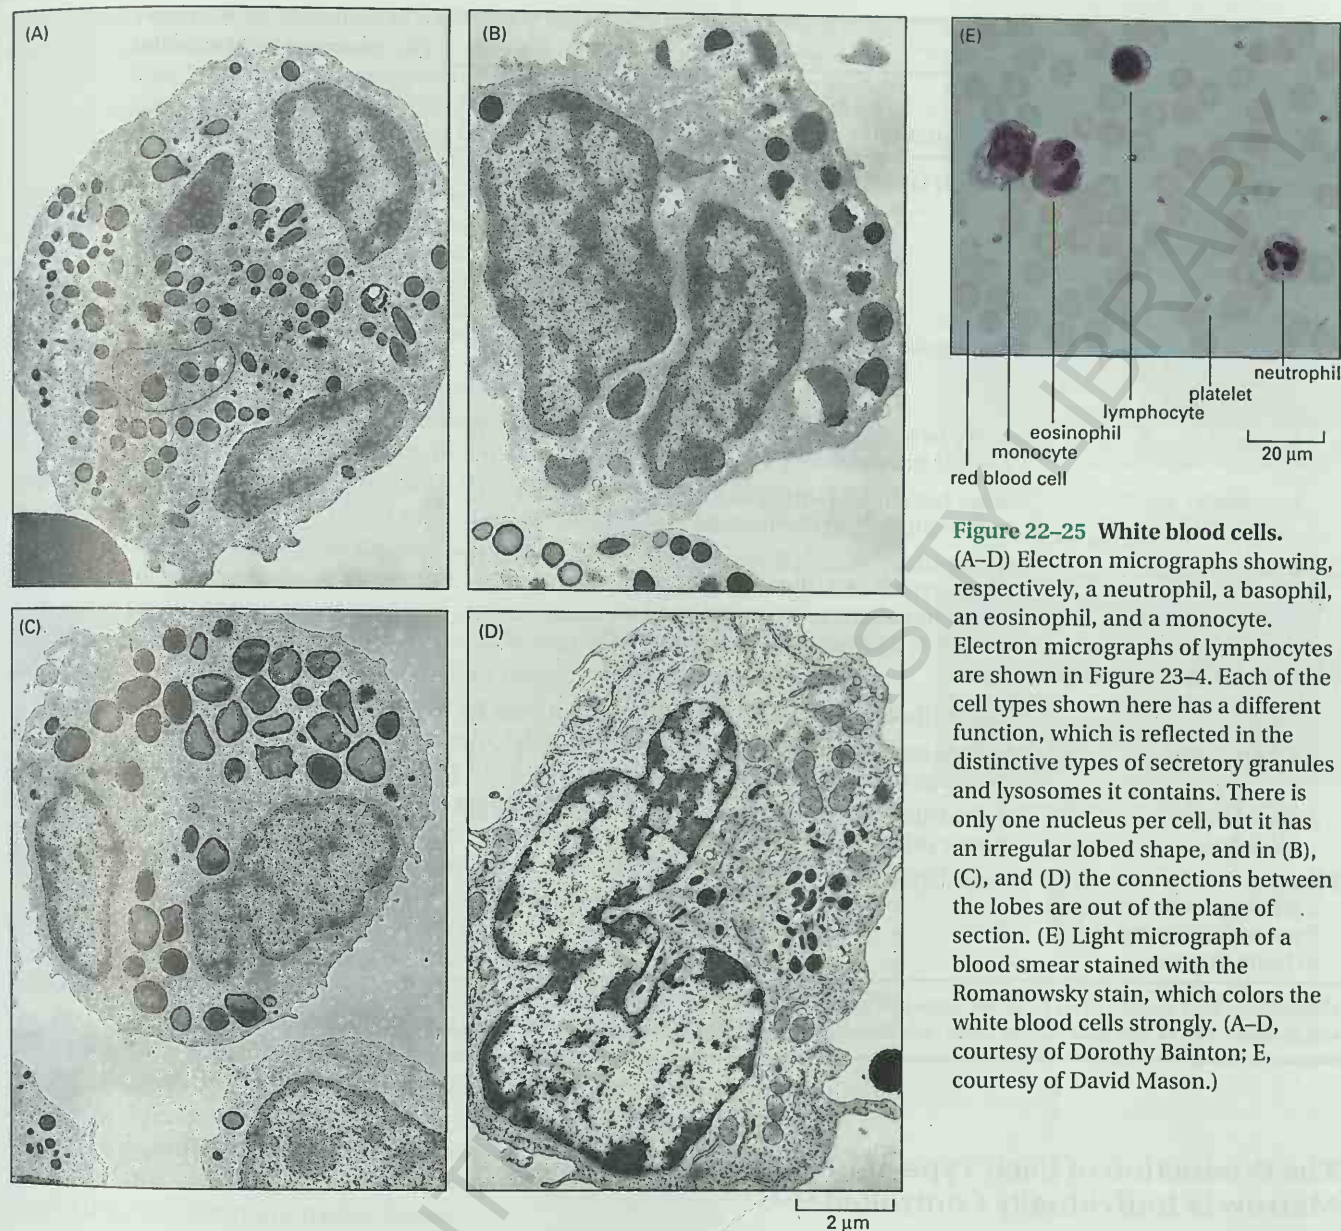 (A)
(B)
(E)
neutrophil
platelet
lymphocyte
eosinophil
monocyte
red blood cell
20 µm
Figure 22–25 White blood cells.
(A–D) Electron micrographs showing,
respectively, a neutrophil, a basophil,
an eosinophil, and a monocyte.
Electron micrographs of lymphocytes
are shown in Figure 23–4. Each of the
cell types shown here has a different
function, which is reflected in the
distinctive types of secretory granules
and lysosomes it contains. There is
only one nucleus per cell, but it has
an irregular lobed shape, and in (B),
(C), and (D) the connections between
the lobes are out of the plane of
section. (E) Light micrograph of a
blood smear stained with the
Romanowsky stain, which colors the
white blood cells strongly. (A–D,
courtesy of Dorothy Bainton; E,
courtesy of David Mason.)
(C)
(D)
2 µm
LIBRARY